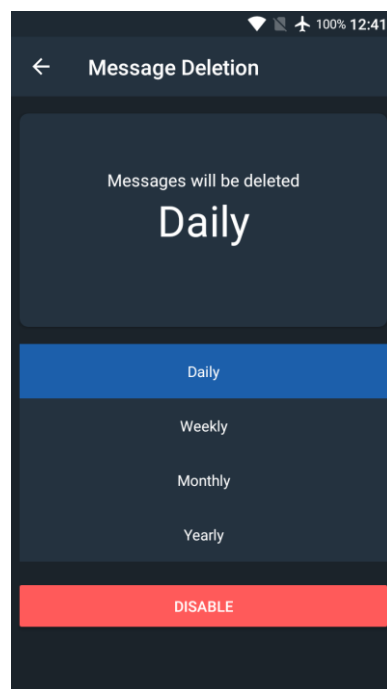 100% 12:41
Message Deletion
Messages will be deleted
Daily
Daily
Weekly
Monthly
Yearly
DISABLE